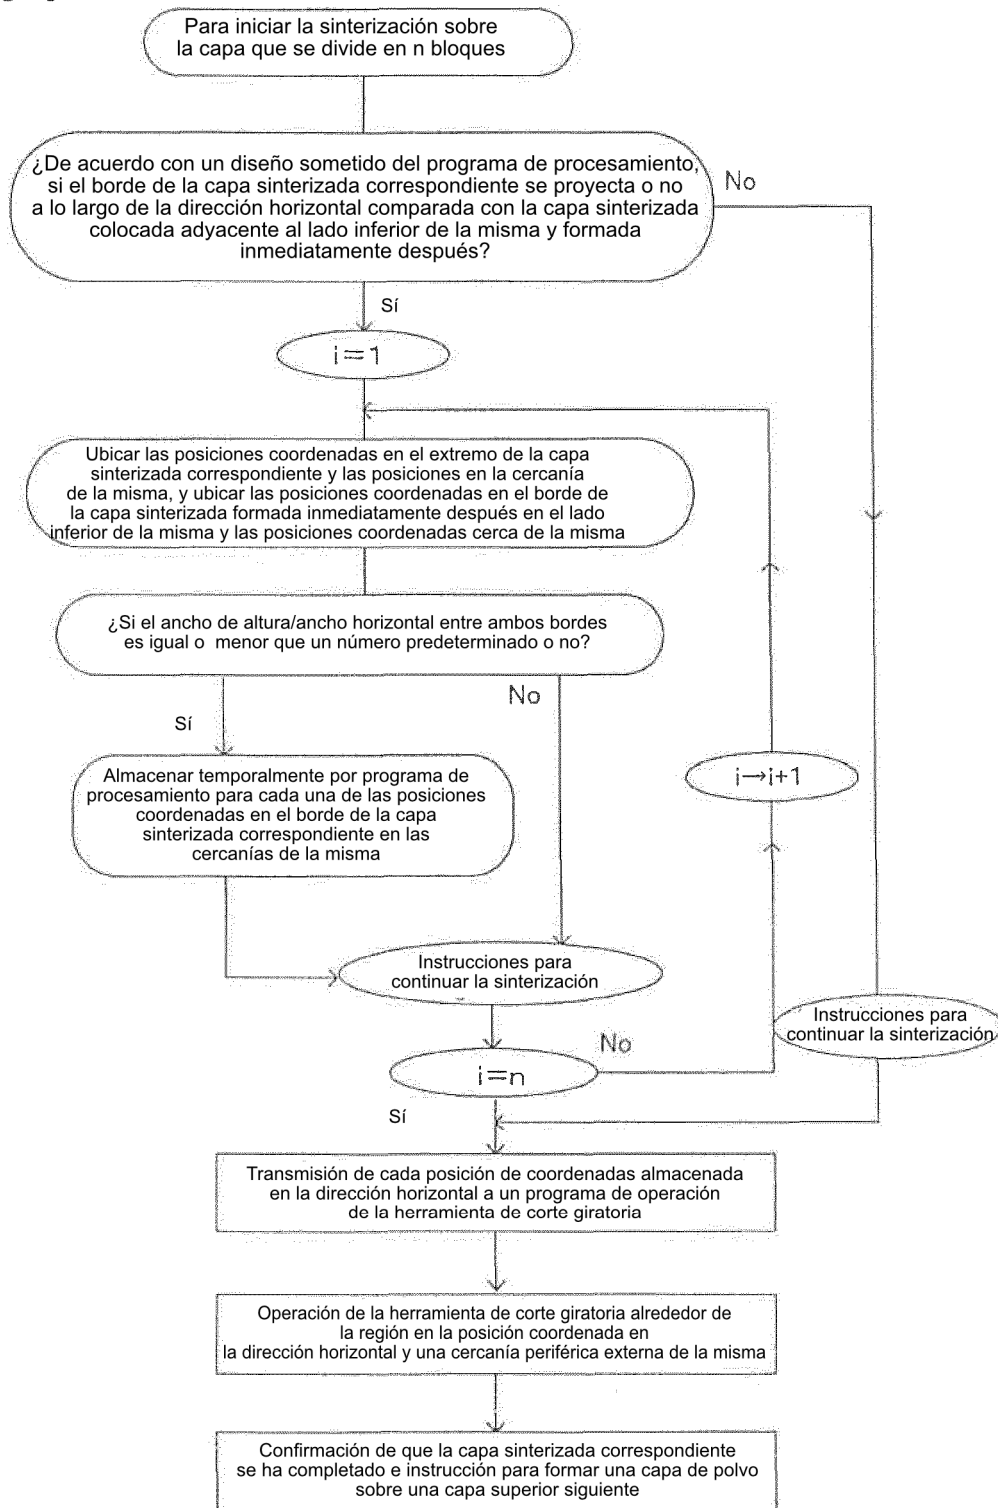 Para iniciar la sinterización sobre
la capa que se divide en n bloques
¿De acuerdo con un diseño sometido del programa de procesamiento,
si el borde de la capa sinterizada correspondiente se proyecta o no
a lo largo de la dirección horizontal comparada con la capa sinterizada
colocada adyacente al lado inferior de la misma y formada
inmediatamente después?
No
Sí
i=1
Ubicar las posiciones coordenadas en el extremo de la capa
sinterizada correspondiente y las posiciones en la cercanía
de la misma, y ubicar las posiciones coordenadas en el borde de
la capa sinterizada formada inmediatamente después en el lado
inferior de la misma y las posiciones coordenadas cerca de la misma
¿Si el ancho de altura/ancho horizontal entre ambos bordes
es igual o menor que un número predeterminado o no?
No
Sí
Almacenar temporalmente por programa de
procesamiento para cada una de las posiciones
coordenadas en el borde de la capa
sinterizada correspondiente en las
cercanías de la misma
i→i+1
Instrucciones para
continuar la sinterización
Instrucciones para
continuar la sinterización
No
i=n
Sí
Transmisión de cada posición de coordenadas almacenada
en la dirección horizontal a un programa de operación
de la herramienta de corte giratoria
Operación de la herramienta de corte giratoria alrededor de
la región en la posición coordenada en
la dirección horizontal y una cercanía periférica externa de la misma
Confirmación de que la capa sinterizada correspondiente
se ha completado e instrucción para formar una capa de polvo
sobre una capa superior siguiente